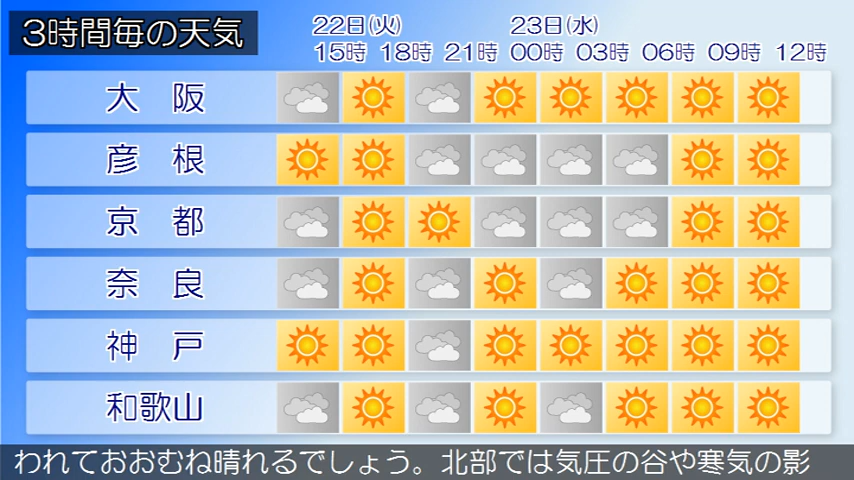 3時間毎の天気
22日(火) 23日(水)
15時 18時 21時 00時 03時 06時 09時 12時
大阪
彦根
京都
奈良
神戸
和歌山
われておおむね晴れるでしょう。北部では気圧の谷や寒気の影